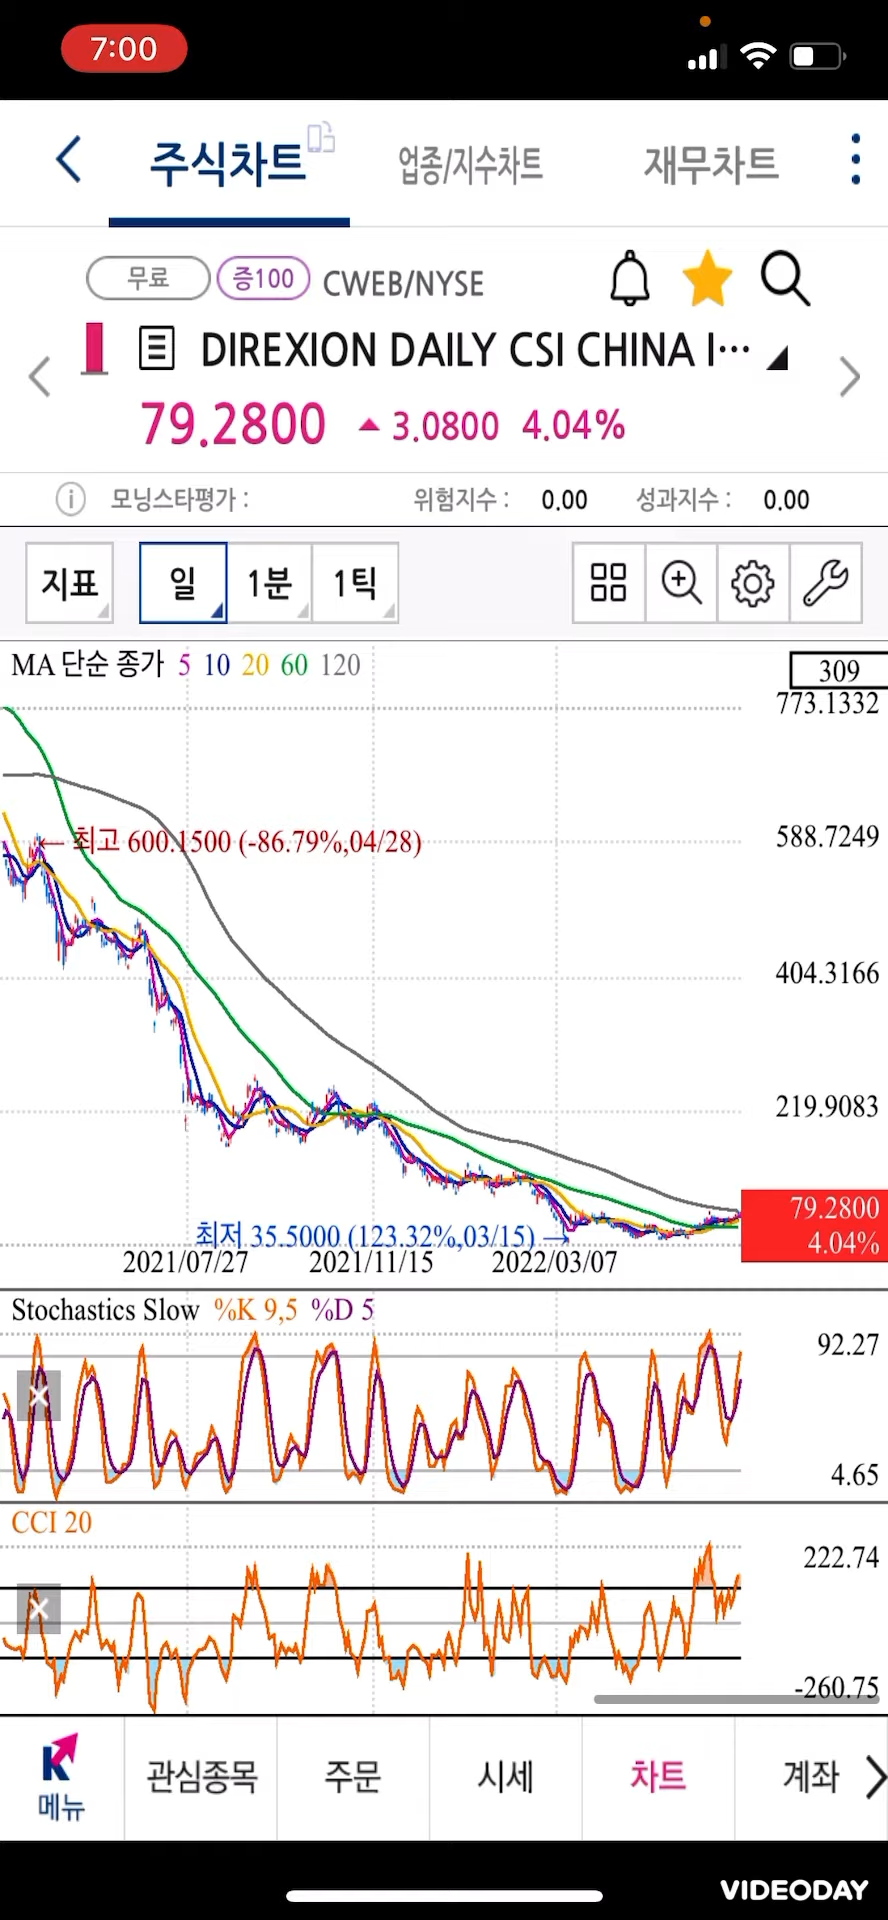 7:00
주식차트 업종/지수차트 재무차트
무료 증100 CWEB/NYSE
DIREXION DAILY CSI CHINA I…
79.2800 ▲ 3.0800 4.04%
모닝스타평가 : 위험지수 : 0.00 성과지수 : 0.00
지표 일 1분 1틱
MA 단순 종가 5 10 20 60 120
309
773.1332
588.7249
404.3166
219.9083
79.2800
4.04%
←최고 600.1500 (-86.79%,04/28)
최저 35.5000 (123.32%,03/15)→
2021/07/27 2021/11/15 2022/03/07
Stochastics Slow %K 9,5 %D 5
92.27
4.65
CCI 20
222.74
-260.75
K
메뉴 관심종목 주문 시세 차트 계좌
VIDEODAY